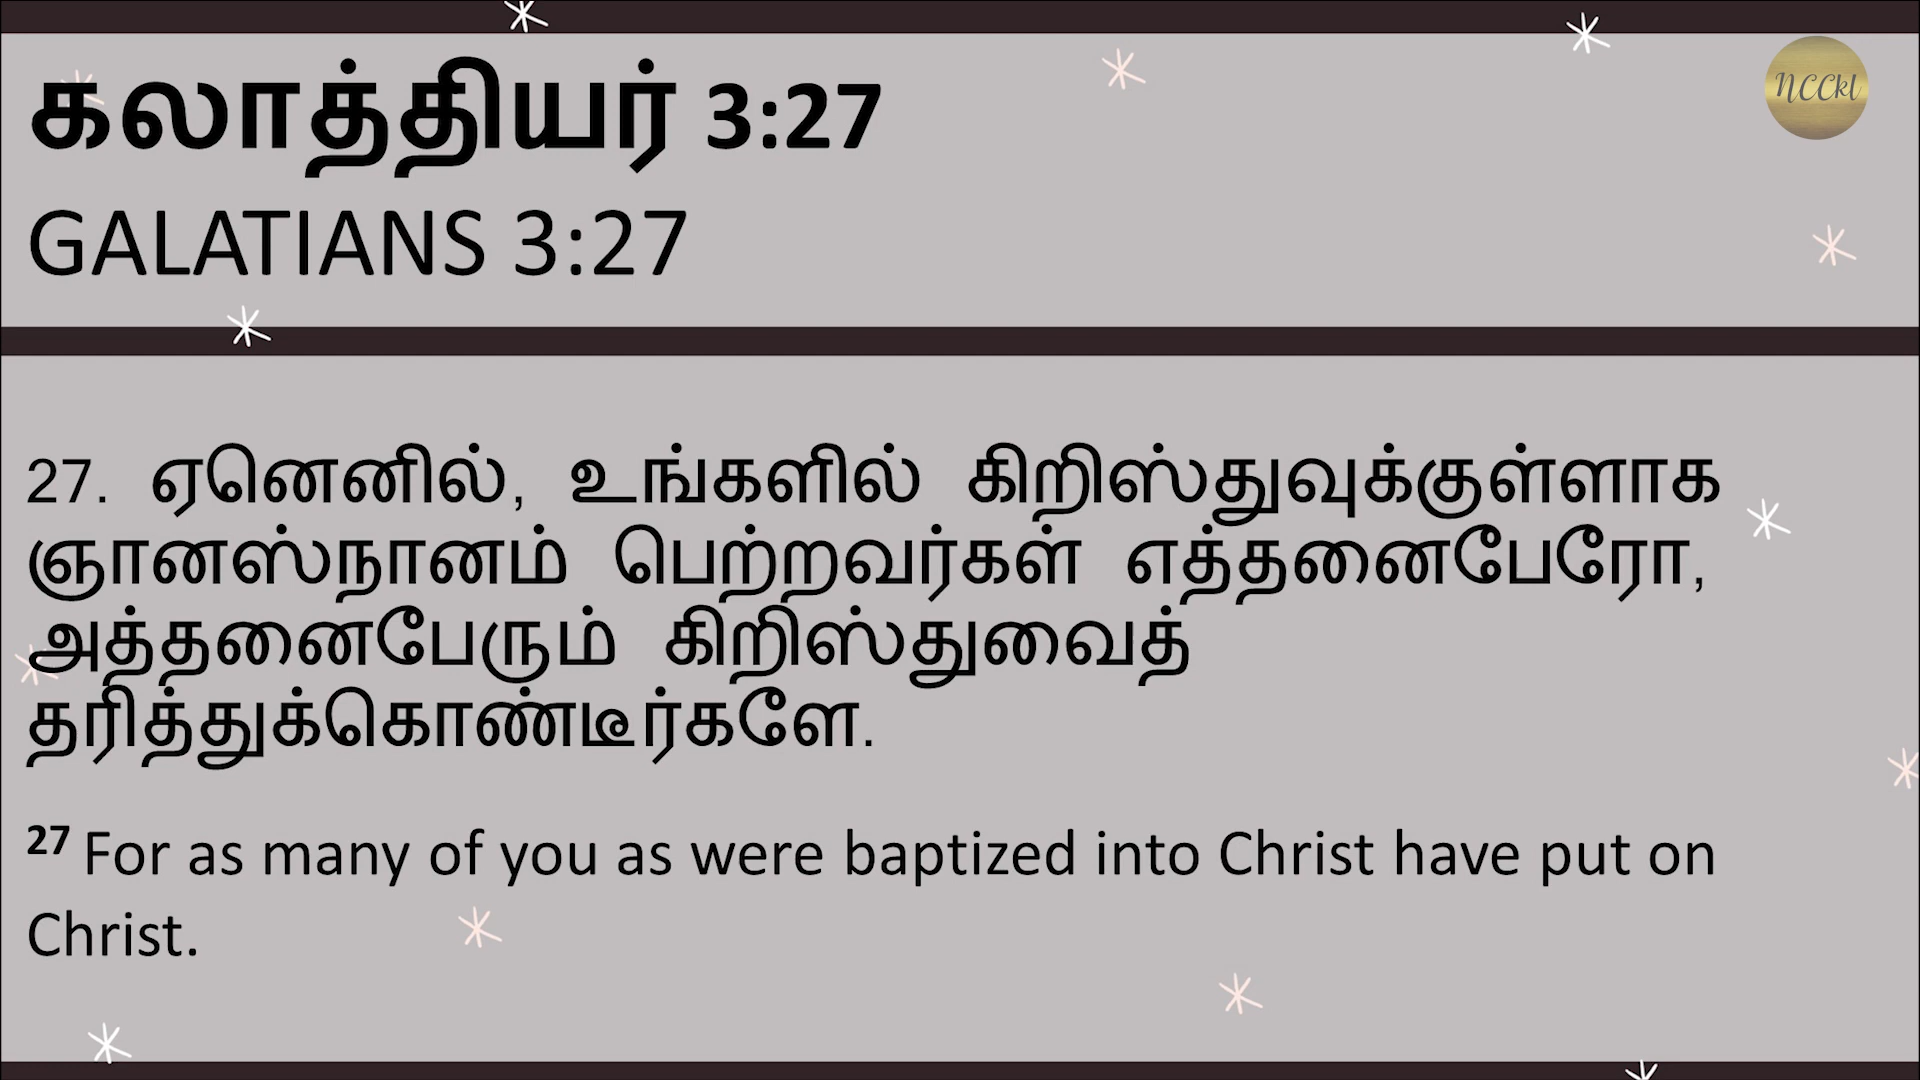 கலாத்தியர் 3:27
NCCkl
GALATIANS 3:27
27. ஏனெனில், உங்களில் கிறிஸ்துவுக்குள்ளாக
ஞானஸ்நானம் பெற்றவர்கள் எத்தனைபேரோ,
அத்தனைபேரும் கிறிஸ்துவைத்
தரித்துக்கொண்டீர்களே.
27 For as many of you as were baptized into Christ have put on
Christ.